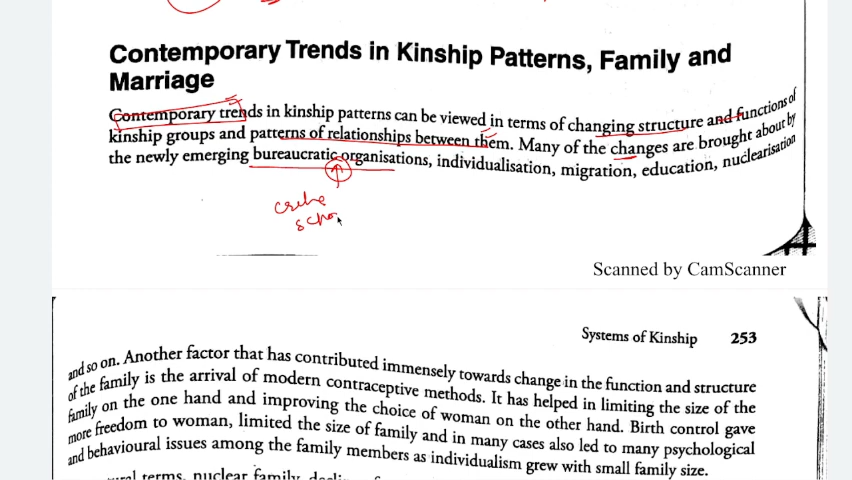 Contemporary Trends in Kinship Patterns, Family and
Marriage
Contemporary trends in kinship patterns can be viewed in terms of changing structure and functions of
kinship groups and patterns of relationships between them. Many of the changes are brought about by
the newly emerging bureaucratic organisations, individualisation, migration, education, nuclearisation
Scanned by CamScanner
Systems of Kinship 253
and so on. Another factor that has contributed immensely towards change in the function and structure
of the family is the arrival of modern contraceptive methods. It has helped in limiting the size of the
family on the one hand and improving the choice of woman on the other hand. Birth control gave
more freedom to woman, limited the size of family and in many cases also led to many psychological
and behavioural issues among the family members as individualism grew with small family size.
terms, nuclear family